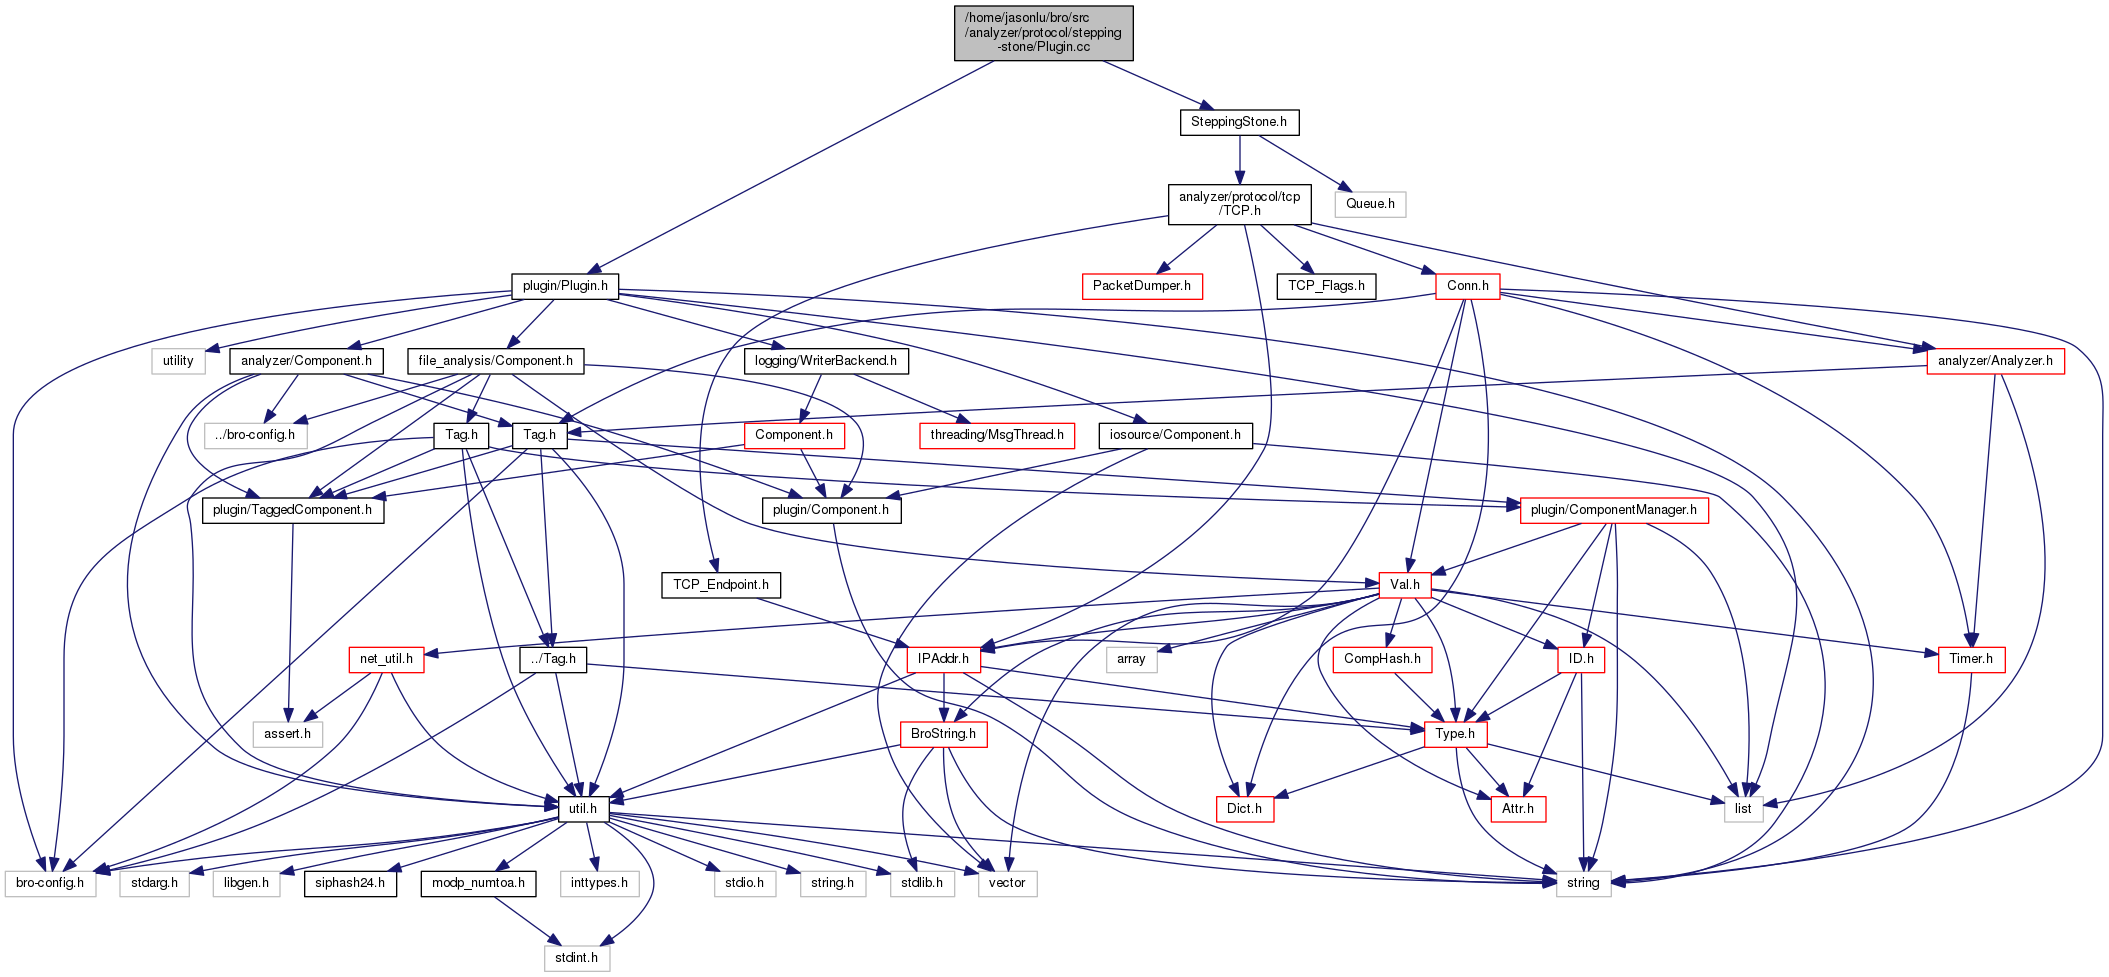 /home/jasonlu/bro/src
/analyzer/protocol/stepping
-stone/Plugin.cc
SteppingStone.h
analyzer/protocol/tcp
/TCP.h
Queue.h
plugin/Plugin.h
PacketDumper.h
TCP_Flags.h
Conn.h
utility
analyzer/Component.h
file_analysis/Component.h
logging/WriterBackend.h
analyzer/Analyzer.h
../bro-config.h
Tag.h
Tag.h
Component.h
threading/MsgThread.h
iosource/Component.h
plugin/TaggedComponent.h
plugin/Component.h
plugin/ComponentManager.h
TCP_Endpoint.h
Val.h
net_util.h
../Tag.h
IPAddr.h
array
CompHash.h
ID.h
Timer.h
assert.h
BroString.h
Type.h
util.h
Dict.h
Attr.h
list
bro-config.h
stdarg.h
libgen.h
siphash24.h
modp_numtoa.h
inttypes.h
stdio.h
string.h
stdlib.h
vector
string
stdint.h